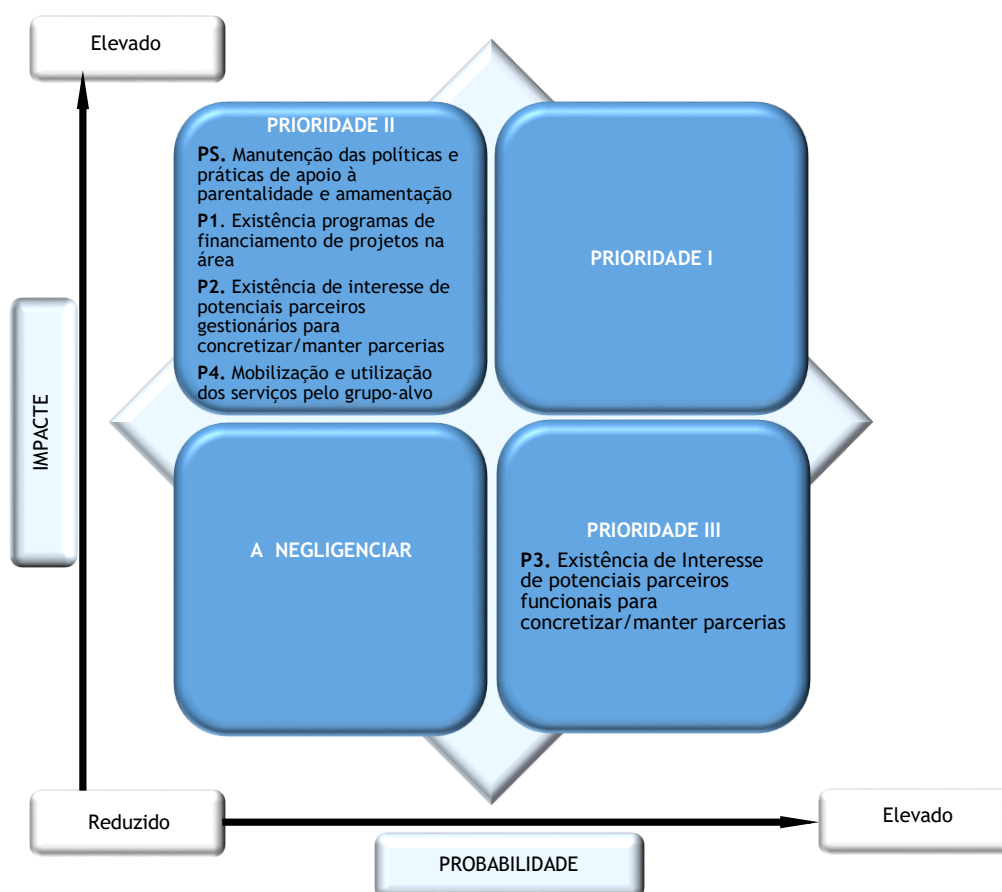 Elevado
PRIORIDADE II
PS. Manutenção das políticas e
práticas de apoio à
parentalidade e amamentação
P1. Existência programas de
financiamento de projetos na
área
P2. Existência de interesse de
potenciais parceiros
gestionários para
concretizar/manter parcerias
P4. Mobilização e utilização
dos serviços pelo grupo-alvo
PRIORIDADE I
IMPACTE
A NEGLIGENCIAR
PRIORIDADE III
P3. Existência de Interesse
de potenciais parceiros
funcionais para
concretizar/manter parcerias
Reduzido
Elevado
PROBABILIDADE